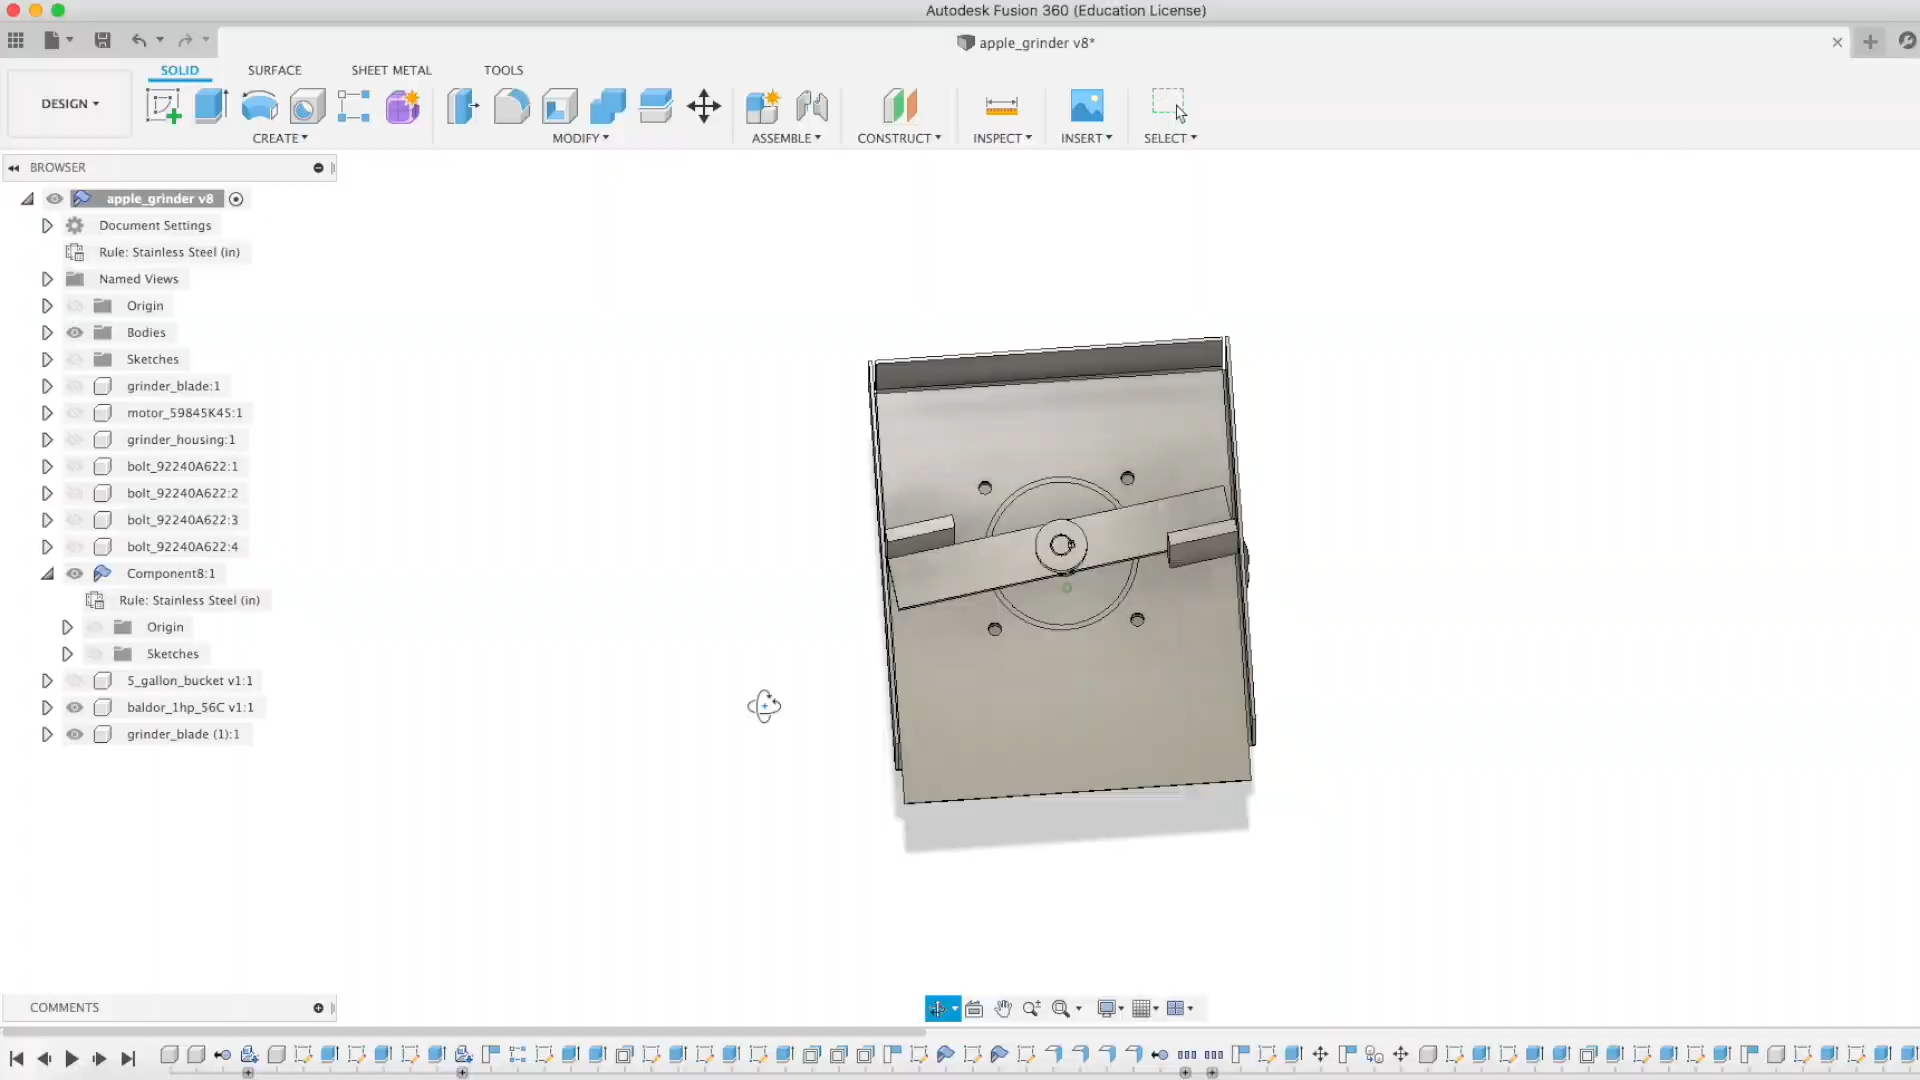 Autodesk Fusion 360 (Education License)
apple_grinder v8*
SOLID
SURFACE
SHEET METAL
TOOLS
DESIGN
CREATE
MODIFY
ASSEMBLE
CONSTRUCT
INSPECT
INSERT
SELECT
BROWSER
apple_grinder v8
Document Settings
Rule: Stainless Steel (in)
Named Views
Origin
Bodies
Sketches
grinder_blade:1
motor_59845K45:1
grinder_housing:1
bolt_92240A622:1
bolt_92240A622:2
bolt_92240A622:3
bolt_92240A622:4
Component8:1
Rule: Stainless Steel (in)
Origin
Sketches
5_gallon_bucket v1:1
baldor_1hp_56C v1:1
grinder_blade (1):1
COMMENTS